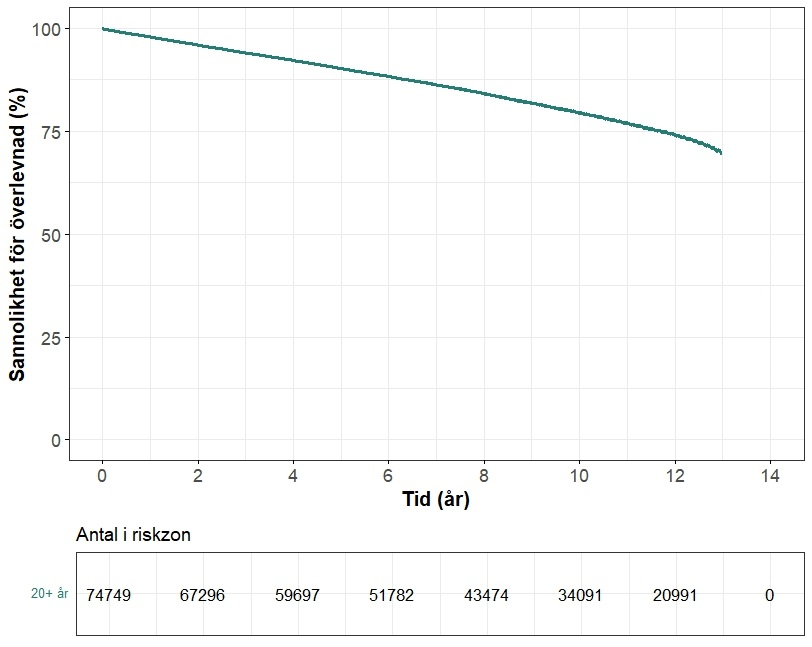 Sannolikhet för överlevnad (%)
100
75
50
25
0
0 2 4 6 8 10 12 14
Tid (år)
Antal i riskzon
20+ år 74749 67296 59697 51782 43474 34091 20991 0